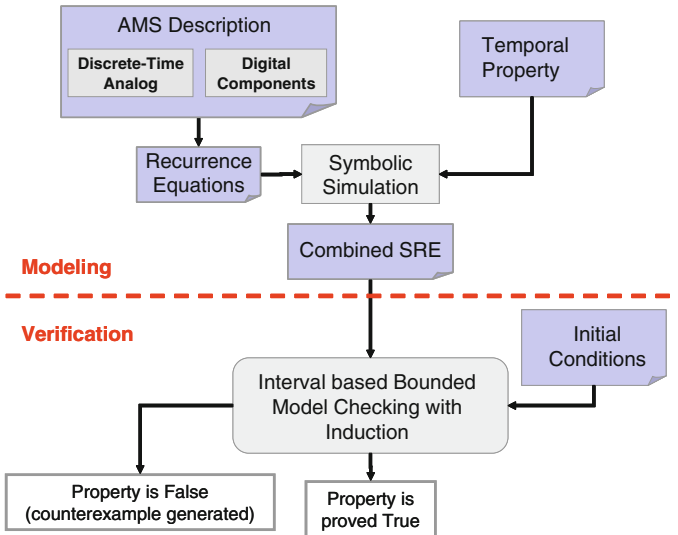 AMS Description
Discrete-Time
Analog
Digital
Components
Temporal
Property
Recurrence
Equations
Symbolic
Simulation
Combined SRE
Modeling
Verification
Initial
Conditions
Interval based Bounded
Model Checking with
Induction
Property is False
(counterexample generated)
Property is
proved True